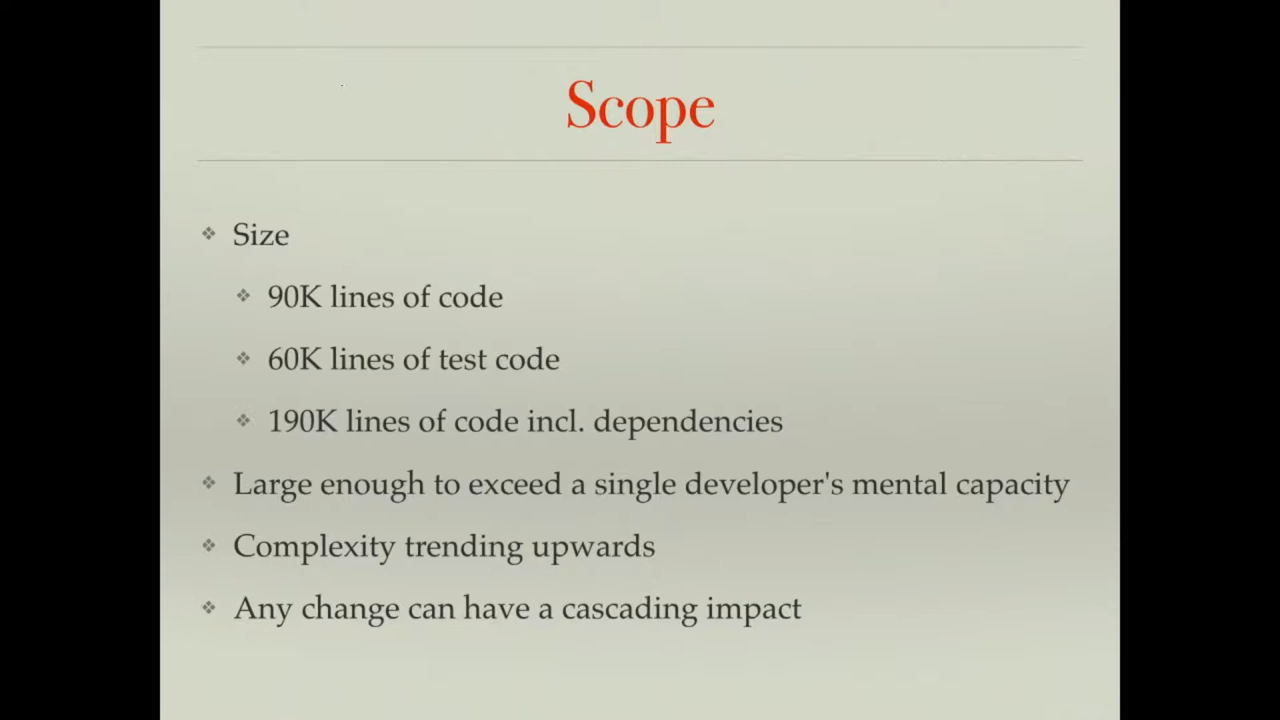 Scope
❖ Size
❖ 90K lines of code
❖ 60K lines of test code
❖ 190K lines of code incl. dependencies
❖ Large enough to exceed a single developer's mental capacity
❖ Complexity trending upwards
❖ Any change can have a cascading impact